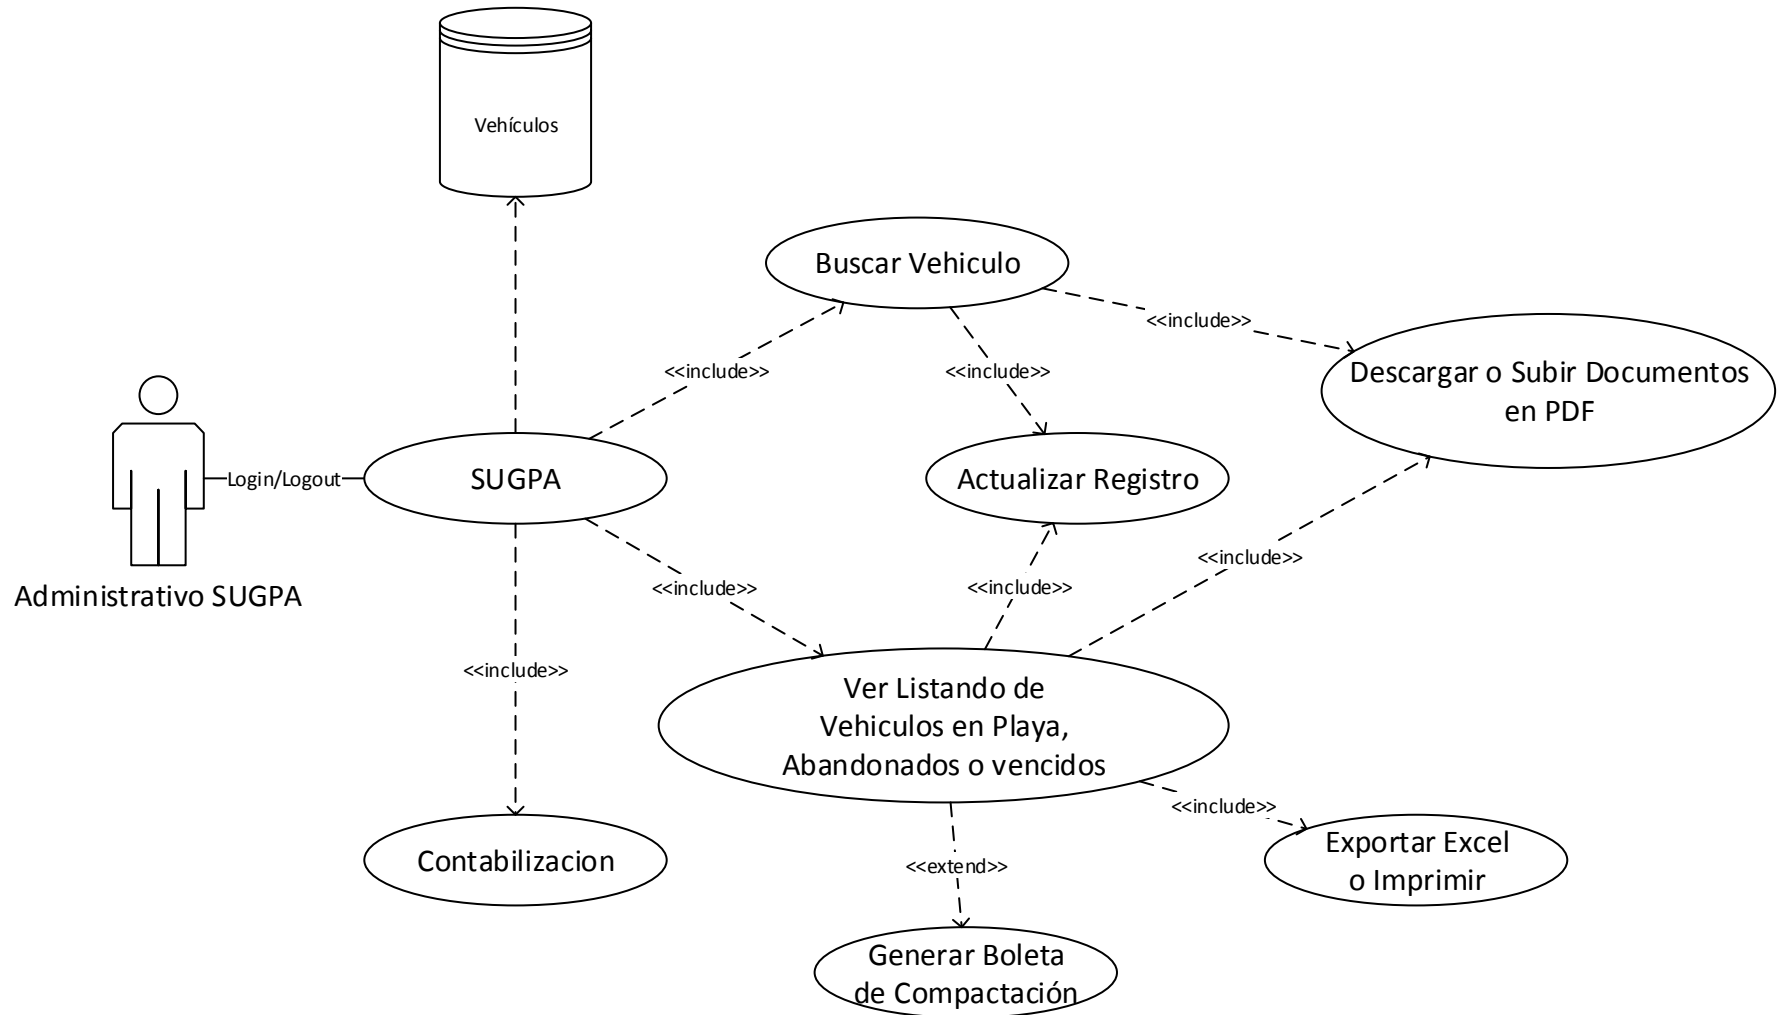 Vehículos
Buscar Vehiculo
<<include>>
<<include>>
<<include>>
Descargar o Subir Documentos
en PDF
Login/Logout
SUGPA
Actualizar Registro
Administrativo SUGPA
<<include>>
<<include>>
<<include>>
<<include>>
Ver Listando de
Vehiculos en Playa,
Abandonados o vencidos
<<include>>
Contabilizacion
<<extend>>
Exportar Excel
o Imprimir
Generar Boleta
de Compactación